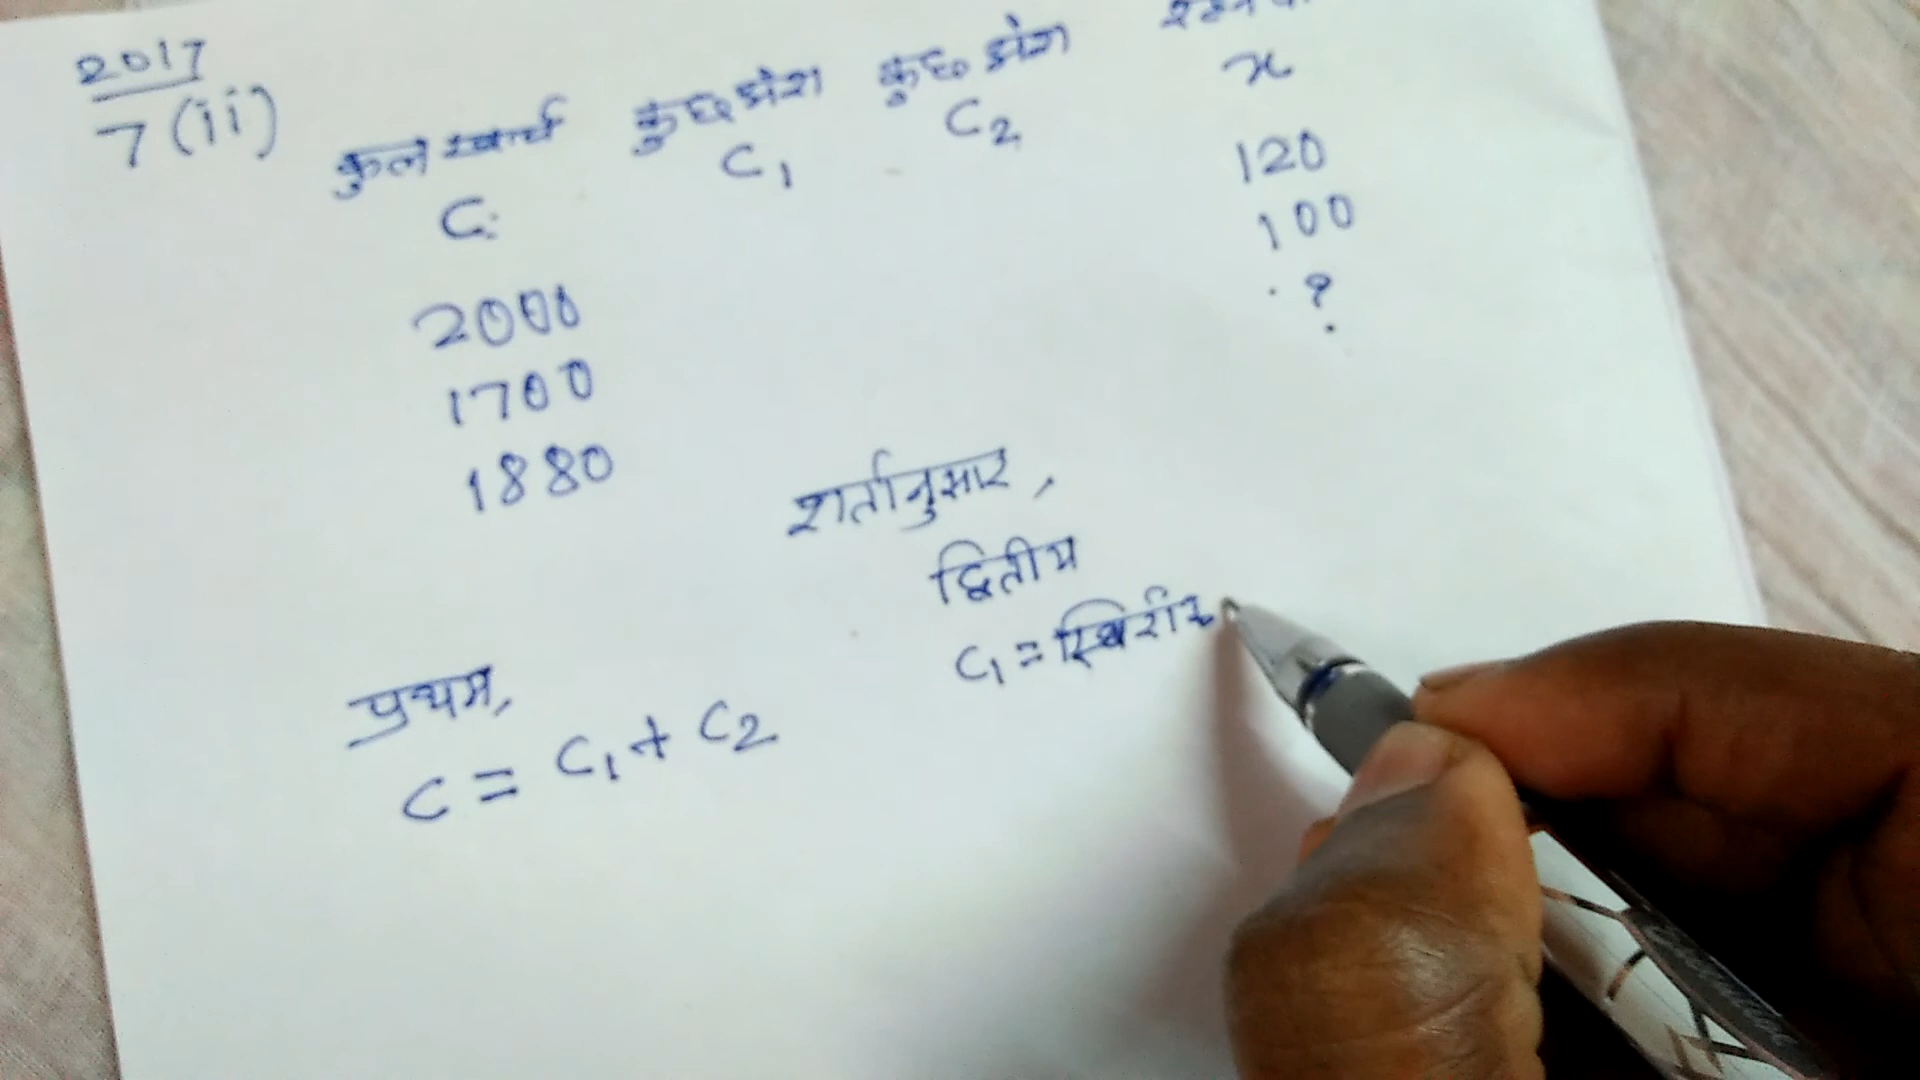 2017
7 (ii)
कुल खर्च कुछ अंश कुछ अंश
C C₁ C₂ x
2000 120
1700 100
1880 ?
शर्तानुसार,
द्वितीय
C₁ = स्थिरांक
प्रथम,
C = C₁ + C₂